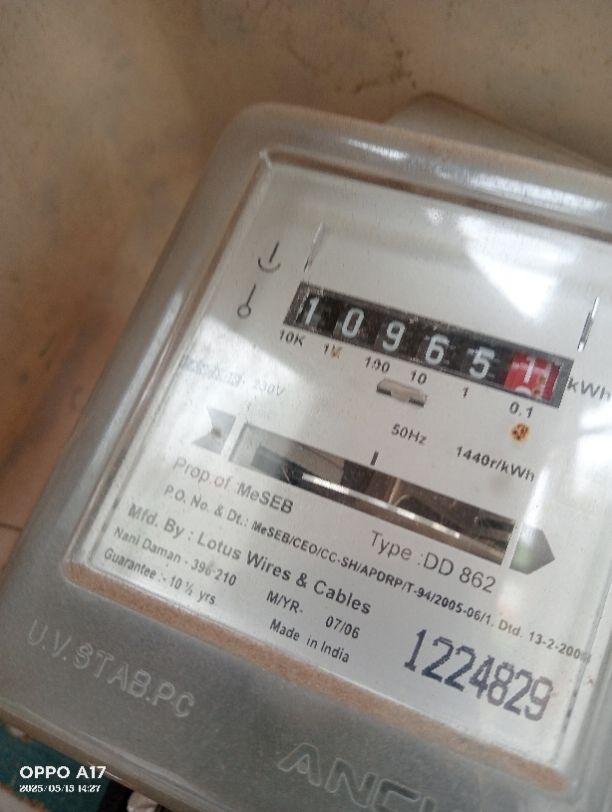 109651
kWh
10K 1K 100 10 1 0.1
230V
50Hz
1440r/kWh
Prop.of MeSEB
Type :DD 862
P.O. No. & Dt.: MeSEB/CEO/CC-SH/APDRP/T-94/2005-06/1. Dtd. 13-2-200
Mfd. By : Lotus Wires & Cables
Nani Daman : 396-210
M/YR- 07/06
Guarantee :- 10 ½ yrs
Made in India
1224829
U.V.STAB.PC
OPPO A17
2025/05/13 14:27